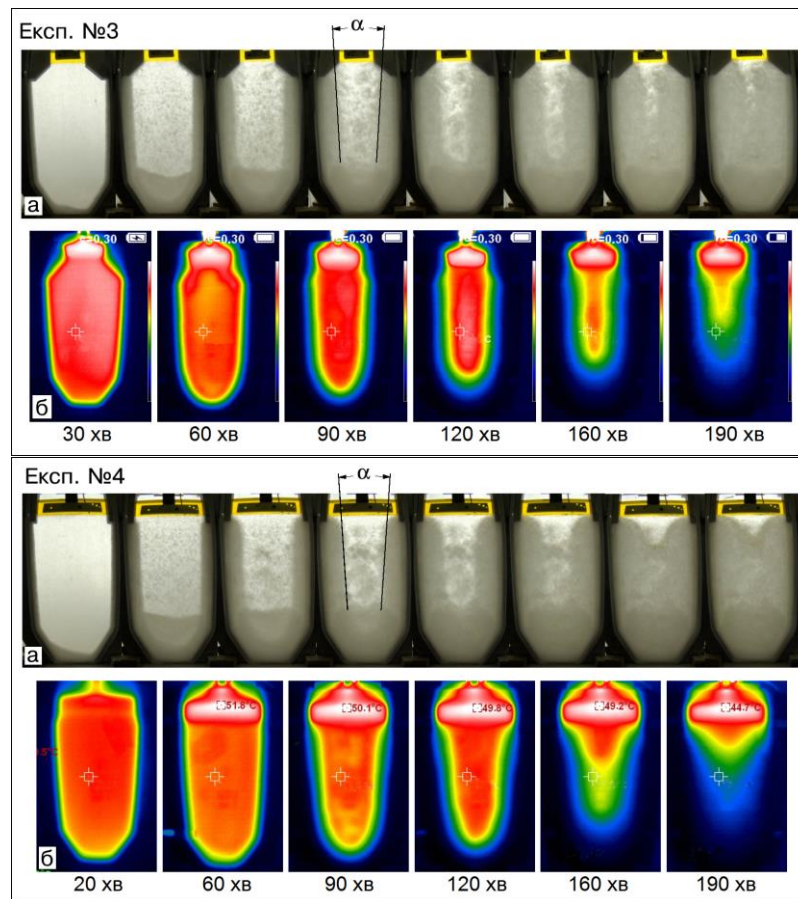 Експ. №3
α
а
ε=0.30 ε=0.30 ε=0.30 ε=0.30 ε=0.30 ε=0.30
б
30 хв 60 хв 90 хв 120 хв 160 хв 190 хв
Експ. №4
α
а
51.8°C 50.1°C 49.8°C 49.2°C 44.7°C
б
20 хв 60 хв 90 хв 120 хв 160 хв 190 хв